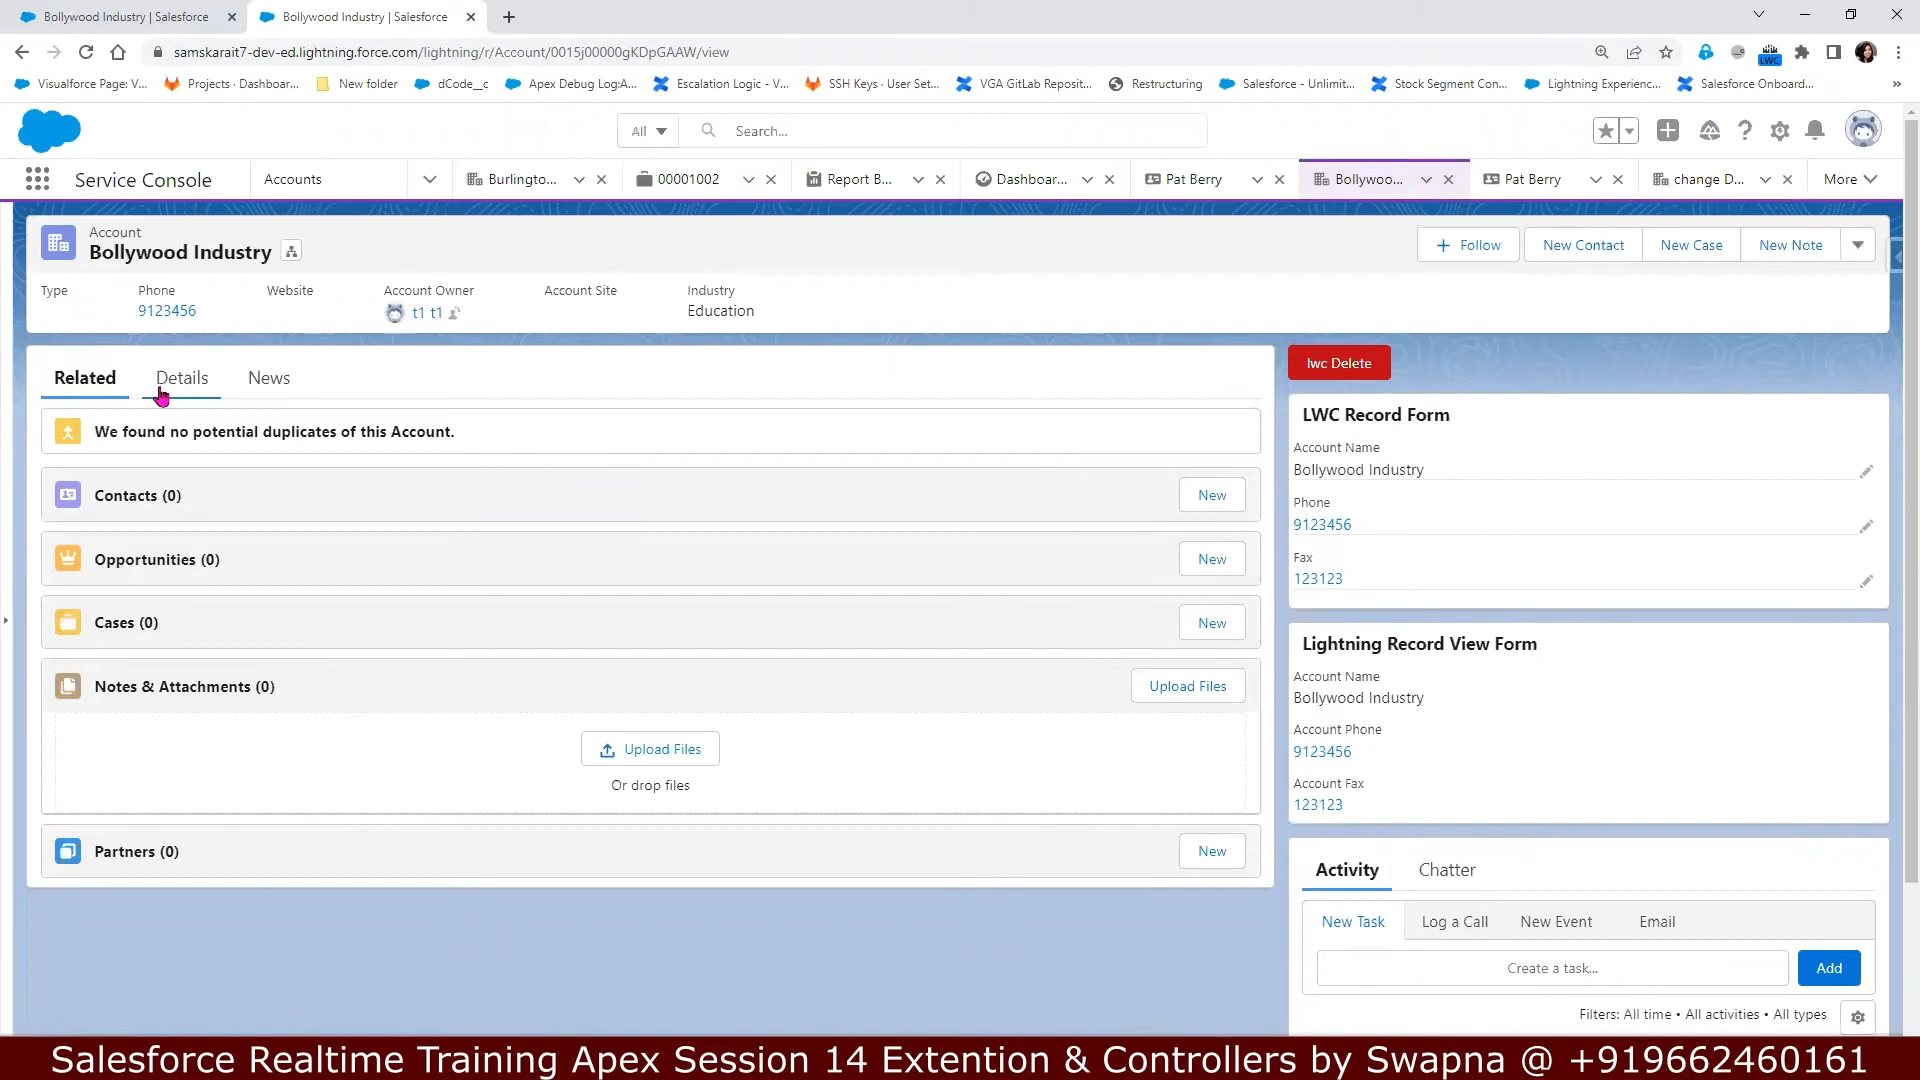 Bollywood Industry | Salesforce
Bollywood Industry | Salesforce
samskarait7-dev-ed.lightning.force.com/lightning/r/Account/0015j00000gKDpGAAW/view
LWC
Visualforce Page: V...
Projects · Dashboar...
New folder
dCode__c
Apex Debug Log:A...
Escalation Logic - V...
SSH Keys · User Set...
VGA GitLab Reposit...
Restructuring
Salesforce - Unlimit...
Stock Segment Con...
Lightning Experienc...
Salesforce Onboard...
All
Search...
Service Console
Accounts
Burlingto...
00001002
Report B...
Dashboar...
Pat Berry
Bollywoo...
Pat Berry
change D...
More
Account
Bollywood Industry
Follow
New Contact
New Case
New Note
Type
Phone
9123456
Website
Account Owner
t1 t1
Account Site
Industry
Education
Related
Details
News
We found no potential duplicates of this Account.
Contacts (0)
New
Opportunities (0)
New
Cases (0)
New
Notes & Attachments (0)
Upload Files
Upload Files
Or drop files
Partners (0)
New
lwc Delete
LWC Record Form
Account Name
Bollywood Industry
Phone
9123456
Fax
123123
Lightning Record View Form
Account Name
Bollywood Industry
Account Phone
9123456
Account Fax
123123
Activity
Chatter
New Task
Log a Call
New Event
Email
Create a task...
Add
Filters: All time • All activities • All types
Salesforce Realtime Training Apex Session 14 Extention & Controllers by Swapna @ +919662460161